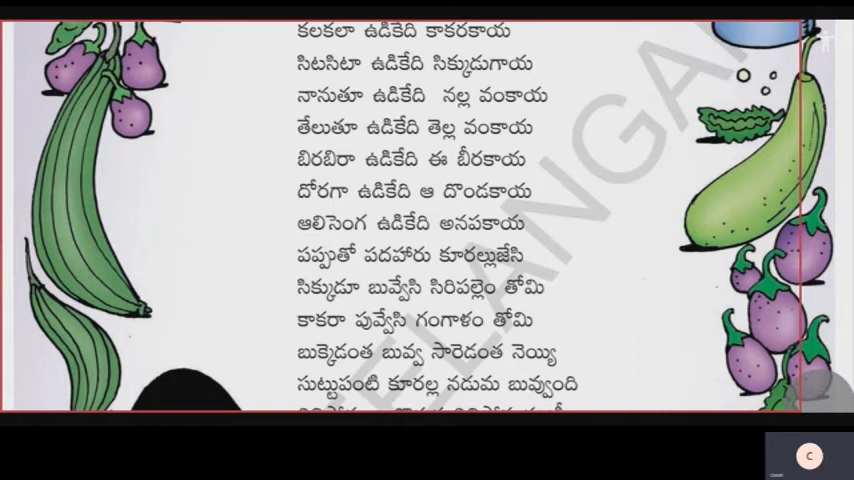 కలకలా ఉడికేది కాకరకాయ
సిటసిటా ఉడికేది సిక్కుడుగాయ
నానుతూ ఉడికేది నల్ల వంకాయ
తేలుతూ ఉడికేది తెల్ల వంకాయ
బిరబిరా ఉడికేది ఈ బీరకాయ
దోరగా ఉడికేది ఆ దొండకాయ
ఆలిసెంగ ఉడికేది అనపకాయ
పప్పుతో పదహారు కూరల్లుజేసి
సిక్కుడూ బువ్వేసి సిరిపల్లెం తోమి
కాకరా పువ్వేసి గంగాళం తోమి
బుక్కెడంత బువ్వ సారెడంత నెయ్యి
సుట్టుపంటి కూరల్ల నడుమ బువ్వుంది
TELANGAN
C